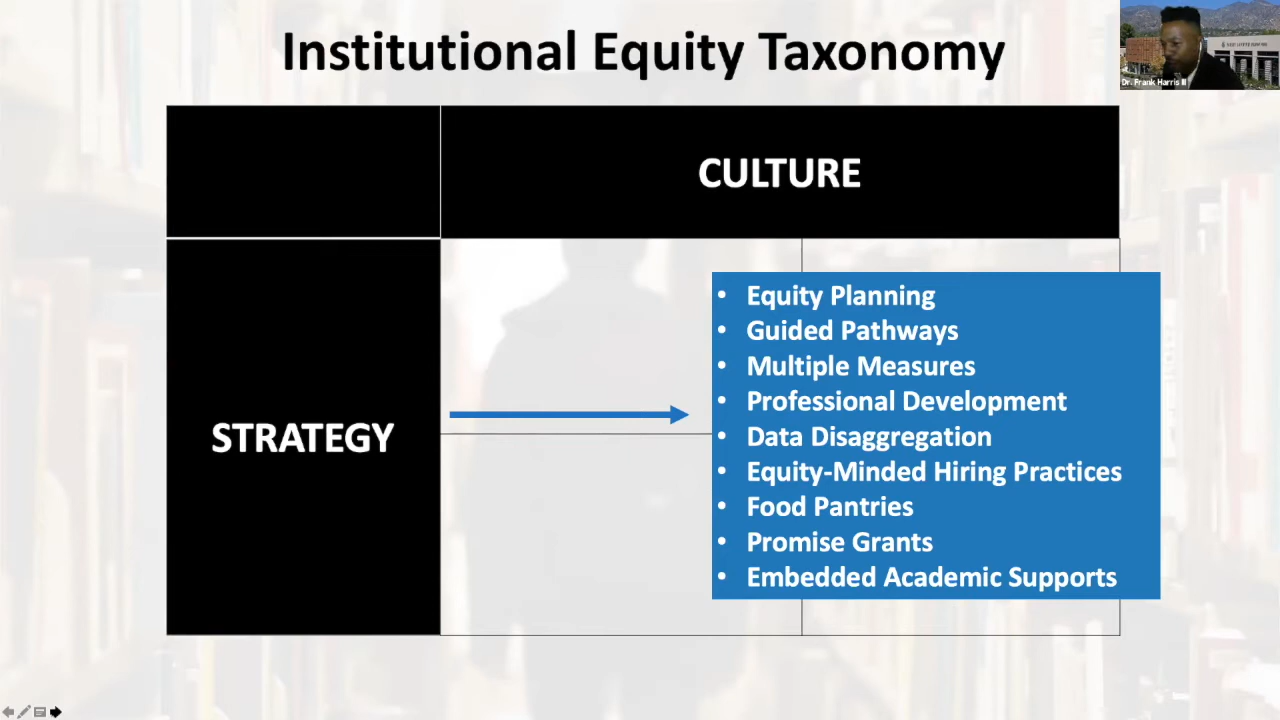 Institutional Equity Taxonomy
Dr. Frank Harris III
CULTURE
STRATEGY
• Equity Planning
• Guided Pathways
• Multiple Measures
• Professional Development
• Data Disaggregation
• Equity-Minded Hiring Practices
• Food Pantries
• Promise Grants
• Embedded Academic Supports